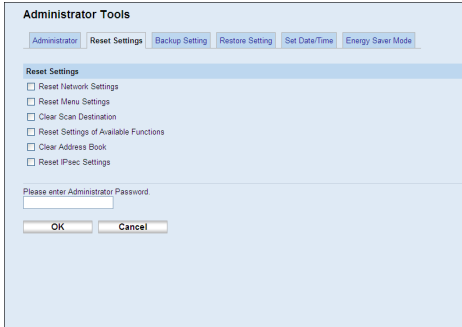 Administrator Tools
Administrator Reset Settings Backup Setting Restore Setting Set Date/Time Energy Saver Mode
Reset Settings
Reset Network Settings
Reset Menu Settings
Clear Scan Destination
Reset Settings of Available Functions
Clear Address Book
Reset IPsec Settings
Please enter Administrator Password.
OK Cancel